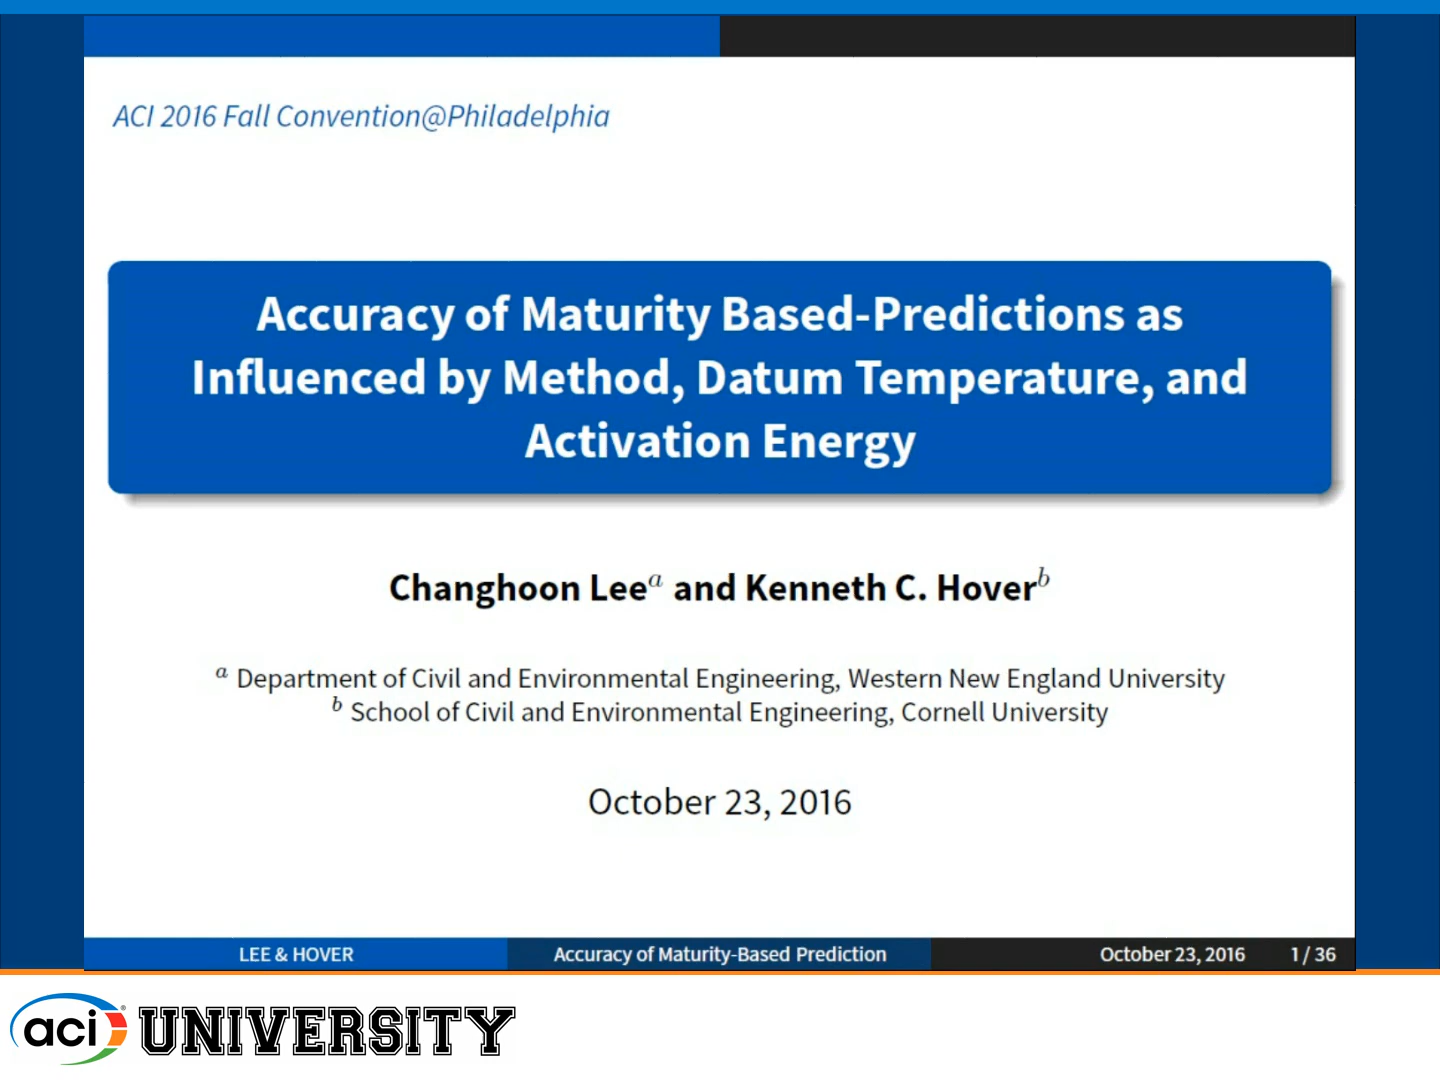 ACI 2016 Fall Convention@Philadelphia
Accuracy of Maturity Based-Predictions as
Influenced by Method, Datum Temperature, and
Activation Energy
Changhoon Lee^a and Kenneth C. Hover^b
a Department of Civil and Environmental Engineering, Western New England University
b School of Civil and Environmental Engineering, Cornell University
October 23, 2016
LEE & HOVER Accuracy of Maturity-Based Prediction October 23, 2016 1 / 36
aci® UNIVERSITY